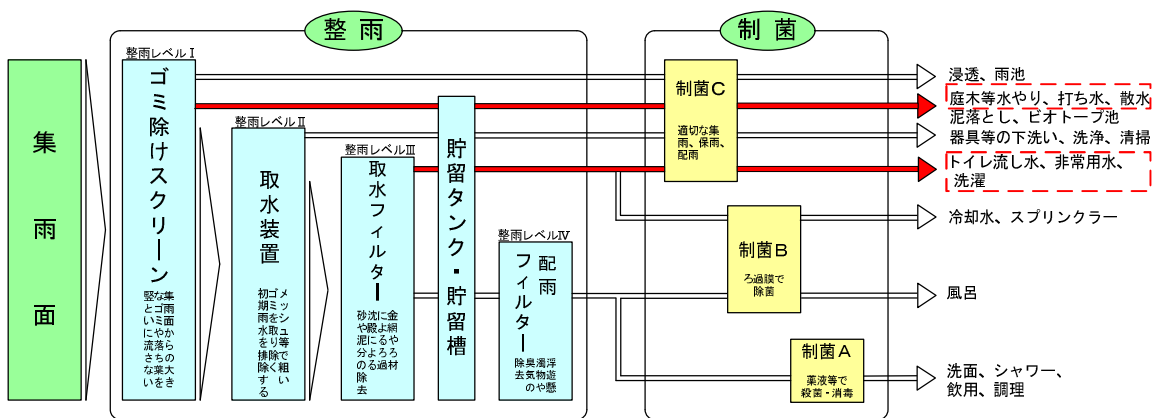 整雨
制菌
集雨面
整雨レベルⅠ
ゴミ除けスクリーン
集雨面からの大き
なゴミや落ち葉を
竪といに流さない
整雨レベルⅡ
取水装置
メッシュ等で粗い
ゴミを取り除く
初期雨水を排除する
整雨レベルⅢ
取水フィルター
金網やろ材
によるろ過
沈殿による
砂や泥分の除去
貯留タンク・貯留槽
整雨レベルⅣ
配雨
フィルター
浮遊や懸
濁物の
臭気
除去
制菌C
適切な集
雨、保雨、
配雨
制菌B
ろ過膜で
除菌
制菌A
薬液等で
殺菌・消毒
浸透、雨池
庭木等水やり、打ち水、散水
泥落とし、ビオトープ池
器具等の下洗い、洗浄、清掃
トイレ流し水、非常用水、
洗濯
冷却水、スプリンクラー
風呂
洗面、シャワー、
飲用、調理